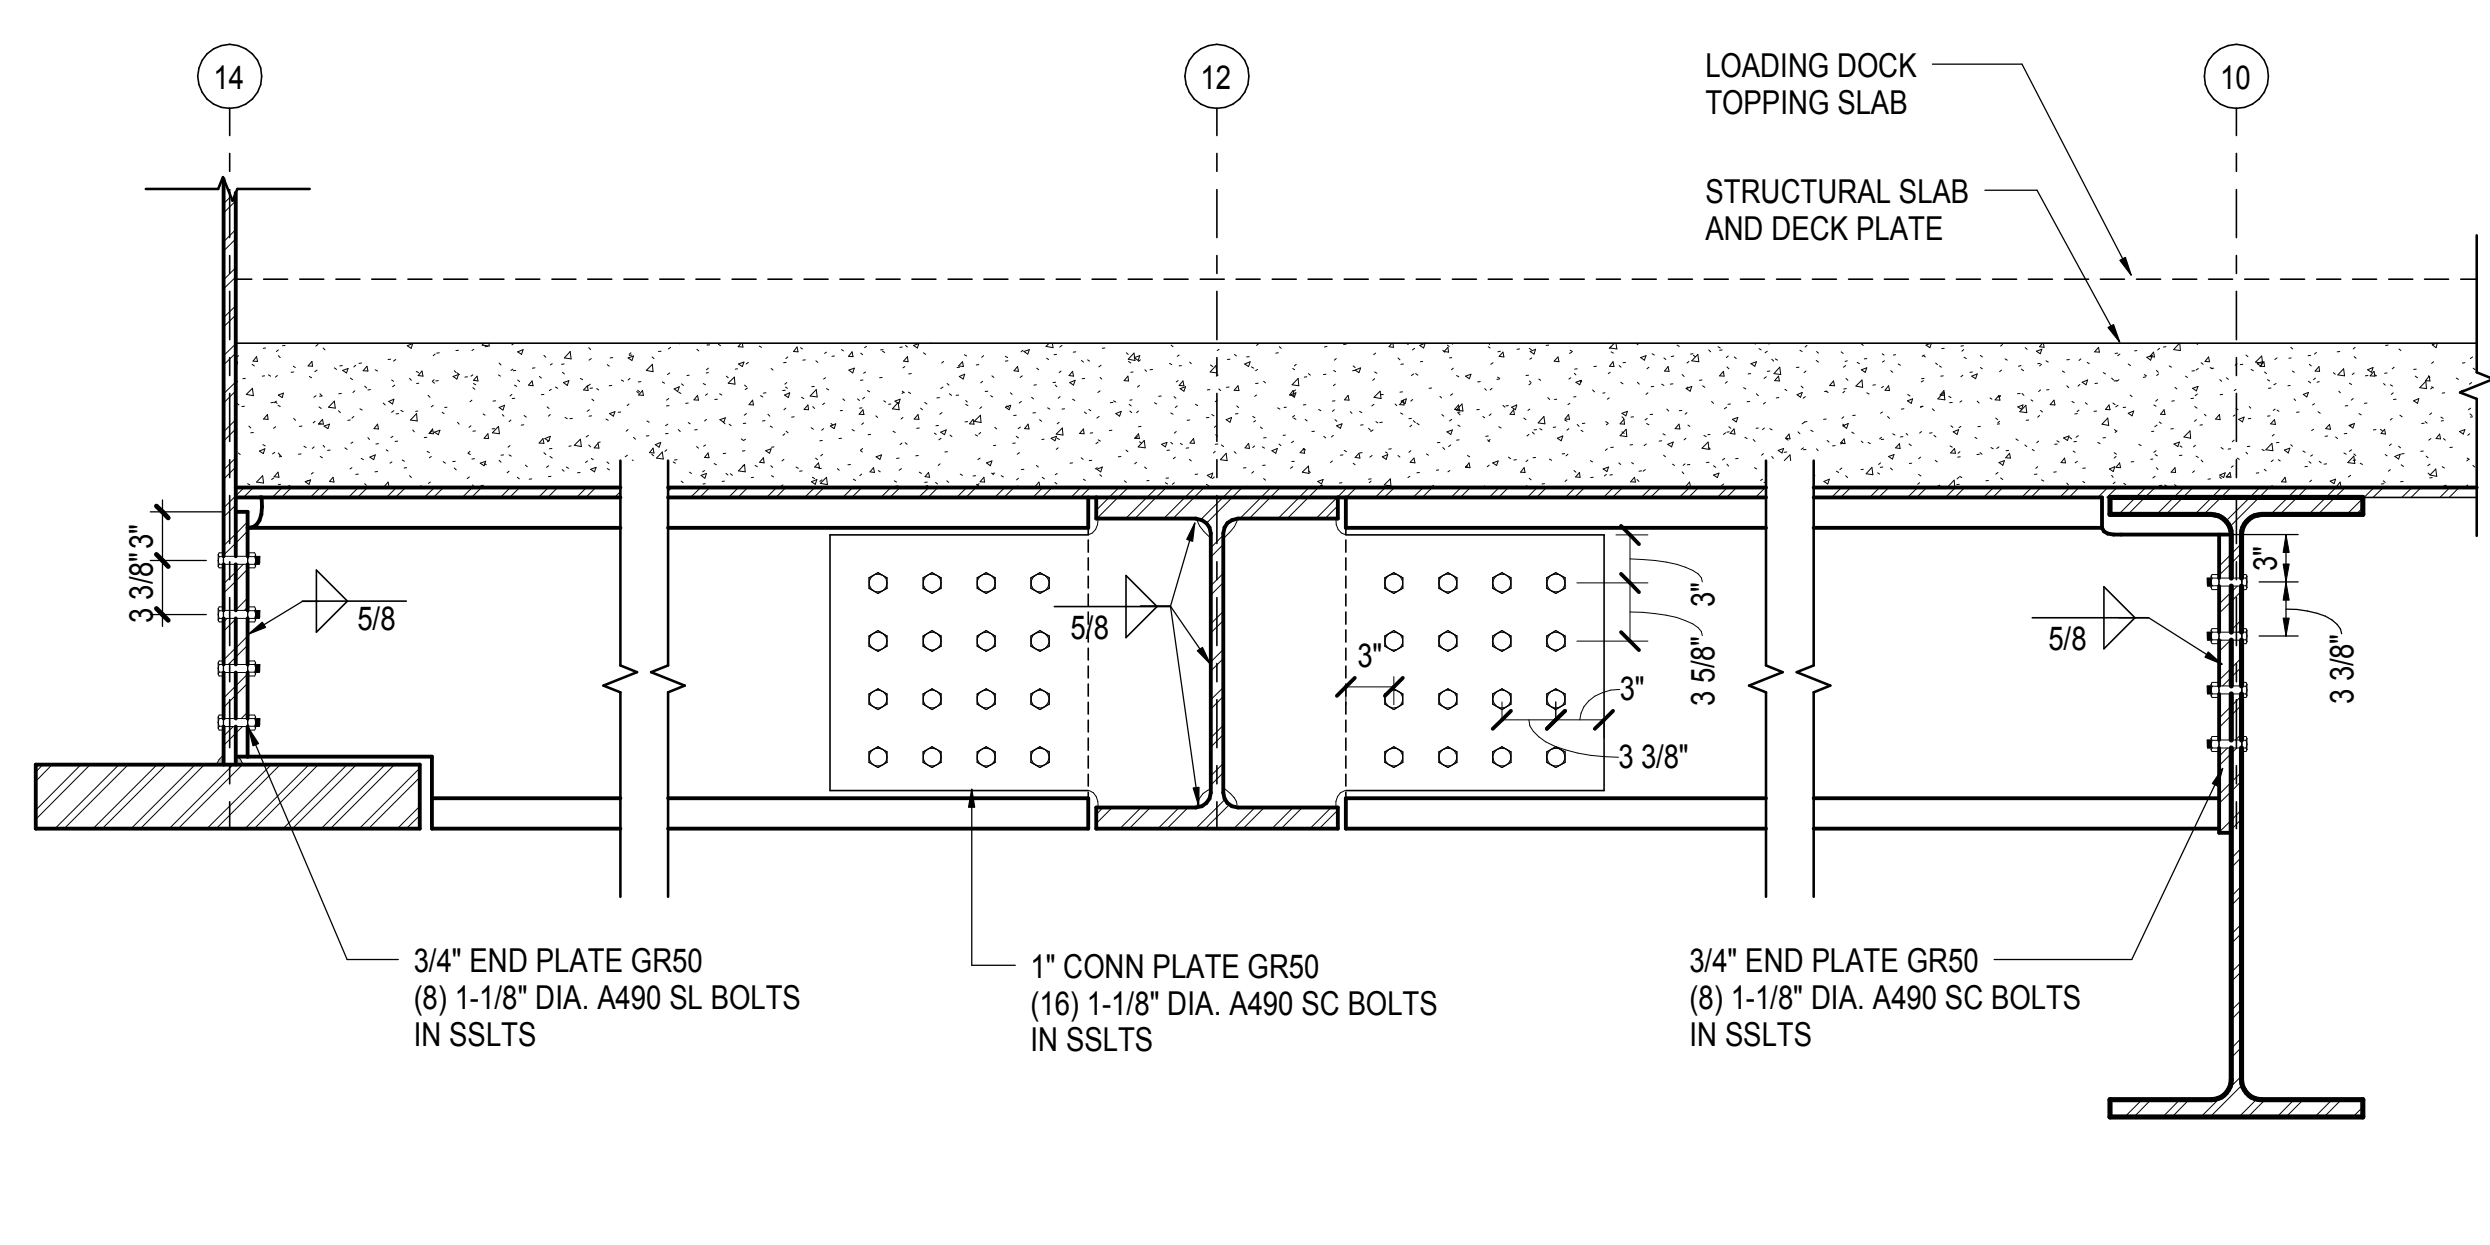 14
12
10
LOADING DOCK
TOPPING SLAB
STRUCTURAL SLAB
AND DECK PLATE
3"
3 3/8"
5/8
5/8
3"
3"
3 5/8"
3"
3 3/8"
5/8
3"
3 3/8"
3/4" END PLATE GR50
(8) 1-1/8" DIA. A490 SL BOLTS
IN SSLTS
1" CONN PLATE GR50
(16) 1-1/8" DIA. A490 SC BOLTS
IN SSLTS
3/4" END PLATE GR50
(8) 1-1/8" DIA. A490 SC BOLTS
IN SSLTS